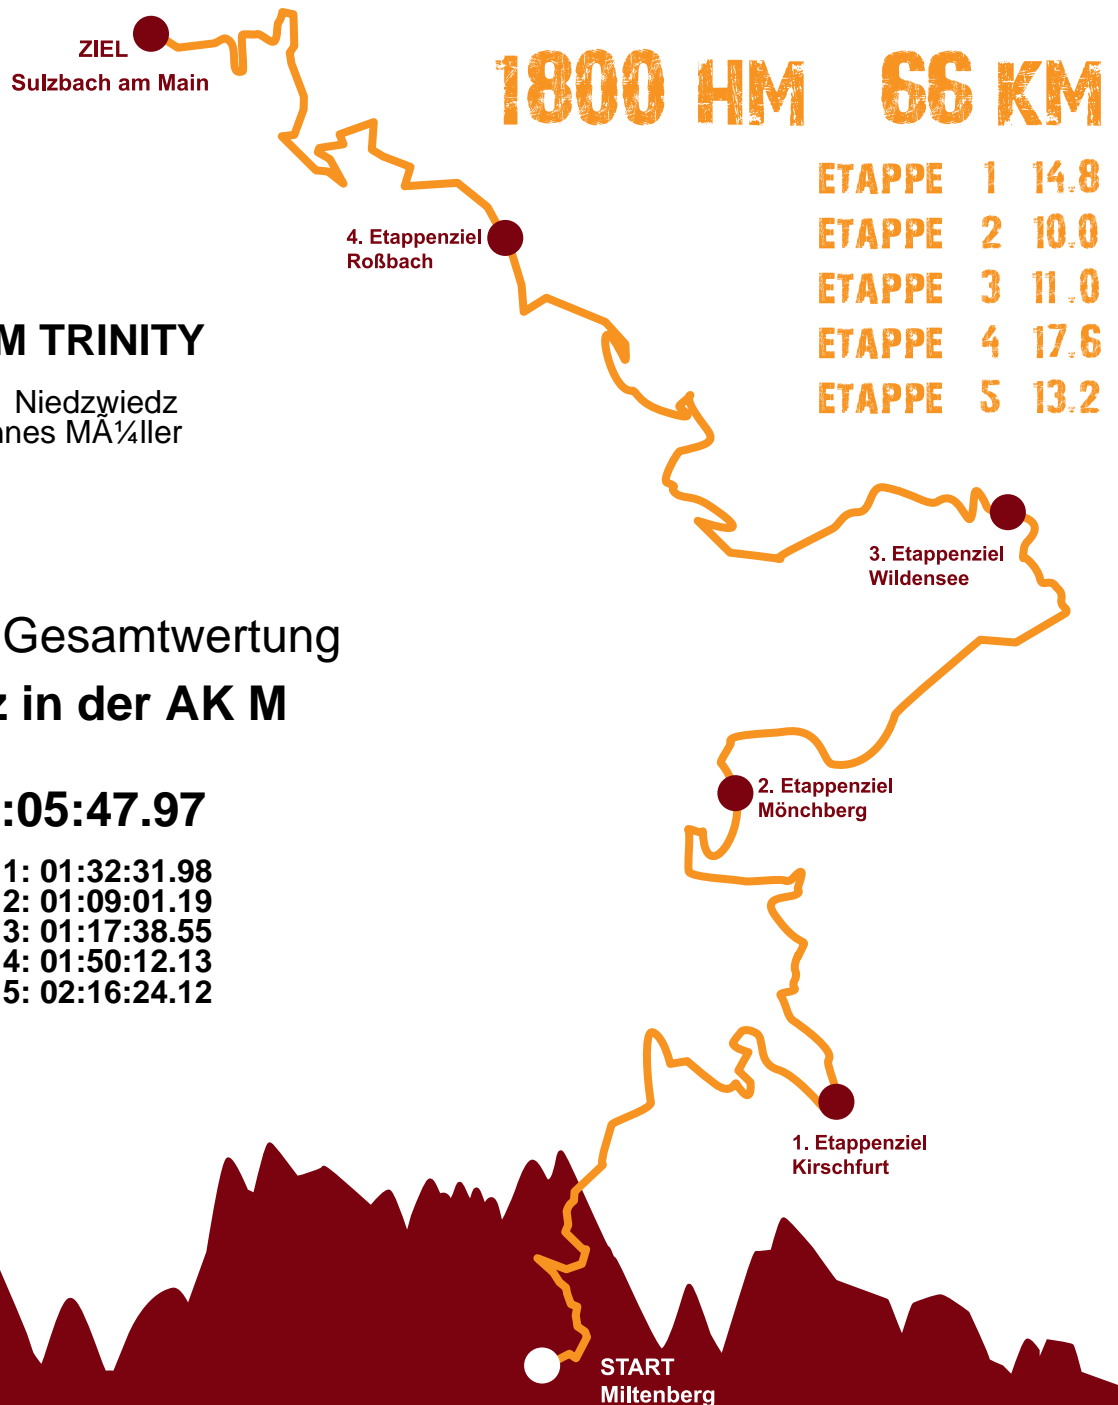 ZIEL
Sulzbach am Main
1800 HM 66 KM
ETAPPE 1 14.8
ETAPPE 2 10.0
ETAPPE 3 11.0
ETAPPE 4 17.6
ETAPPE 5 13.2
4. Etappenziel
Roßbach
M TRINITY
Niedzwiedz
nnes MÃ¼ller
3. Etappenziel
Wildensee
Gesamtwertung
z in der AK M
2. Etappenziel
Mönchberg
:05:47.97
1: 01:32:31.98
2: 01:09:01.19
3: 01:17:38.55
4: 01:50:12.13
5: 02:16:24.12
1. Etappenziel
Kirschfurt
START
Miltenberg